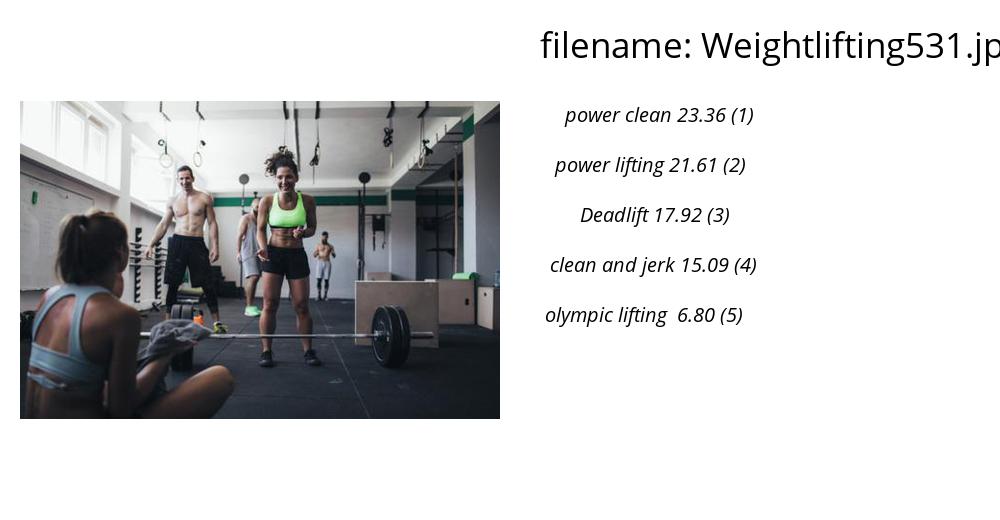 filename: Weightlifting531.jp
power clean 23.36 (1)
power lifting 21.61 (2)
Deadlift 17.92 (3)
clean and jerk 15.09 (4)
olympic lifting  6.80 (5)